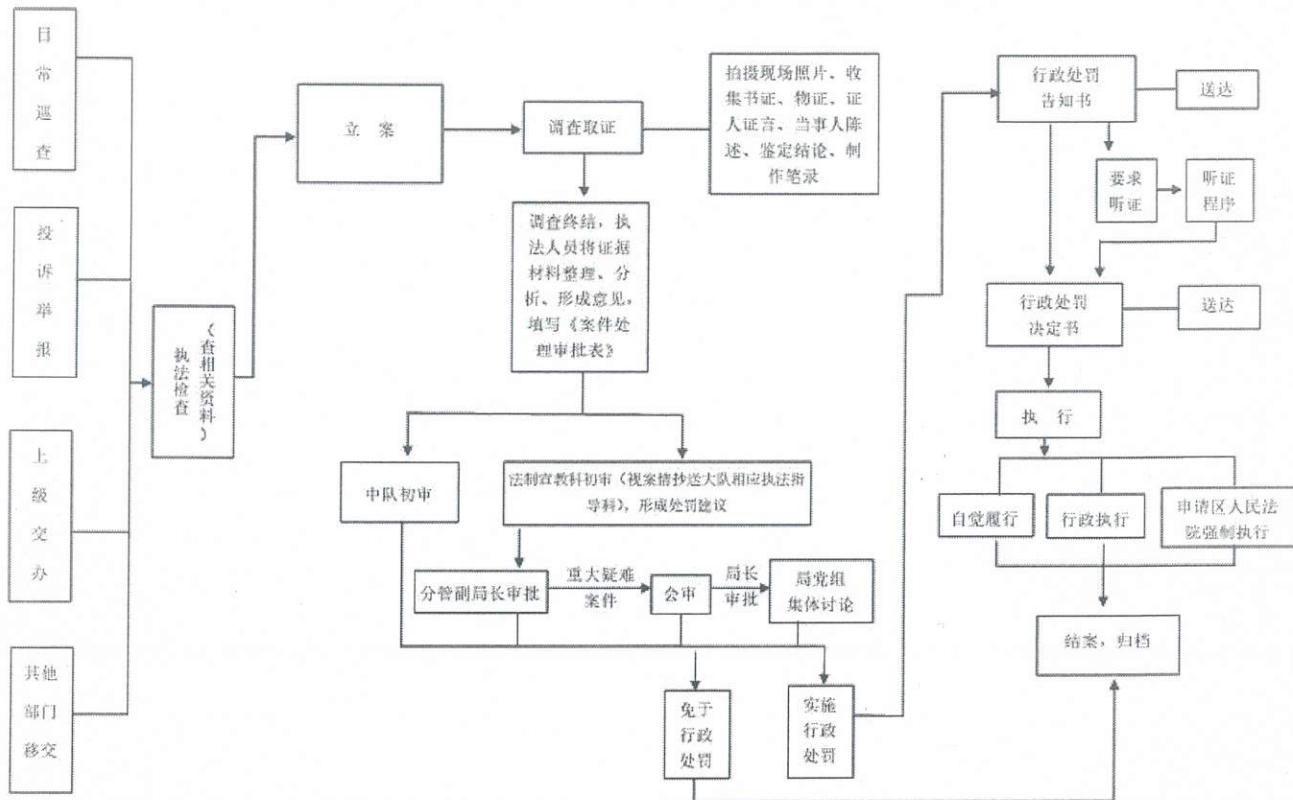 日
常
巡
查
投
诉
举
报
上
级
交
办
其他
部门
移交
执法检查
（查相关资料）
立 案
调查取证
拍摄现场照片、收
集书证、物证、证
人证言、当事人陈
述、鉴定结论、制
作笔录
调查终结，执
法人员将证据
材料整理、分
析、形成意见，
填写《案件处
理审批表》
中队初审
法制宣教科初审（视案情抄送大队相应执法指
导科），形成处罚建议
分管副局长审批
重大疑难
案件
会审
局长
审批
局党组
集体讨论
免于
行政
处罚
实施
行政
处罚
行政处罚
告知书
送达
要求
听证
听证
程序
行政处罚
决定书
送达
执 行
自觉履行
行政执行
申请区人民法
院强制执行
结案，归档